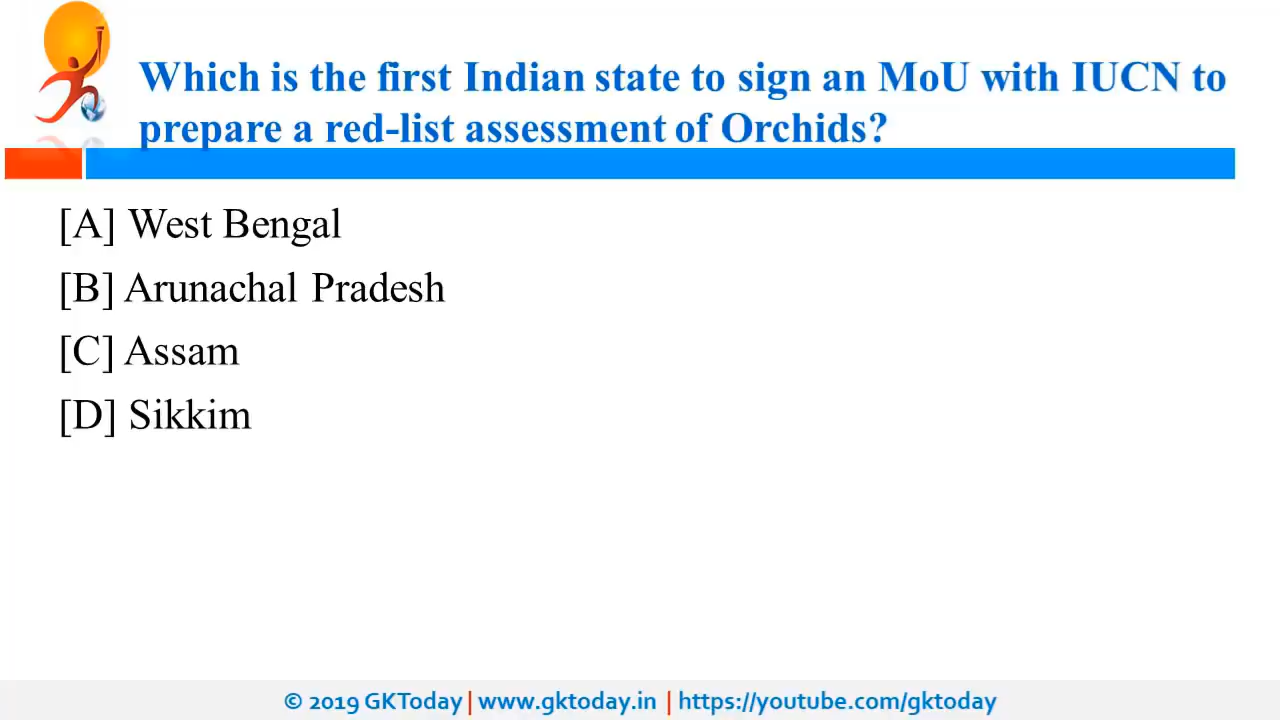 Which is the first Indian state to sign an MoU with IUCN to
prepare a red-list assessment of Orchids?
[A] West Bengal
[B] Arunachal Pradesh
[C] Assam
[D] Sikkim
© 2019 GKToday | www.gktoday.in | https://youtube.com/gktoday